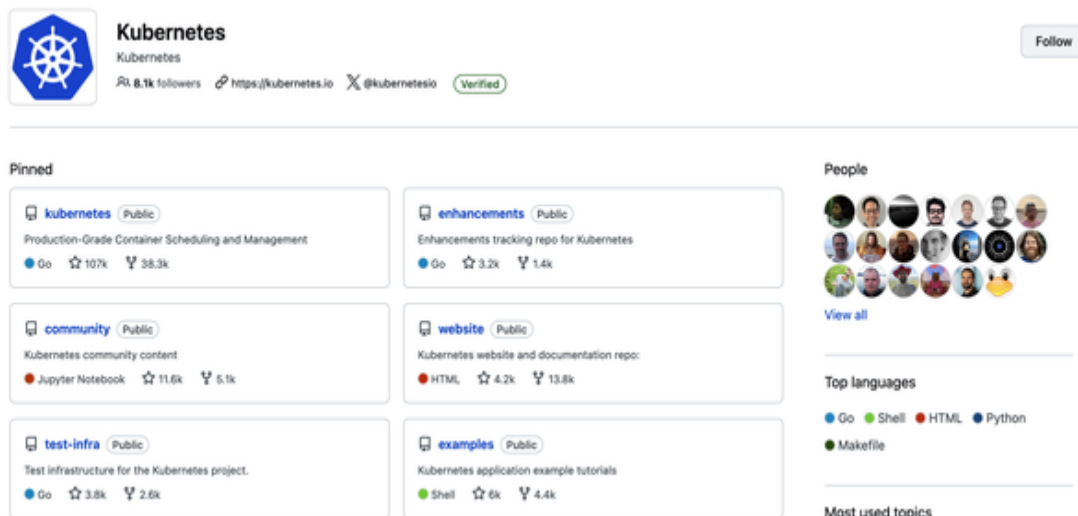 Kubernetes
Kubernetes
8.1k followers https://kubernetes.io @kubernetesio Verified
Follow
Pinned
kubernetes Public
Production-Grade Container Scheduling and Management
Go 107k 38.3k
enhancements Public
Enhancements tracking repo for Kubernetes
Go 3.2k 1.4k
community Public
Kubernetes community content
Jupyter Notebook 11.6k 5.1k
website Public
Kubernetes website and documentation repo:
HTML 4.2k 13.8k
test-infra Public
Test infrastructure for the Kubernetes project.
Go 3.8k 2.6k
examples Public
Kubernetes application example tutorials
Shell 6k 4.4k
People
View all
Top languages
Go Shell HTML Python
Makefile
Most used topics